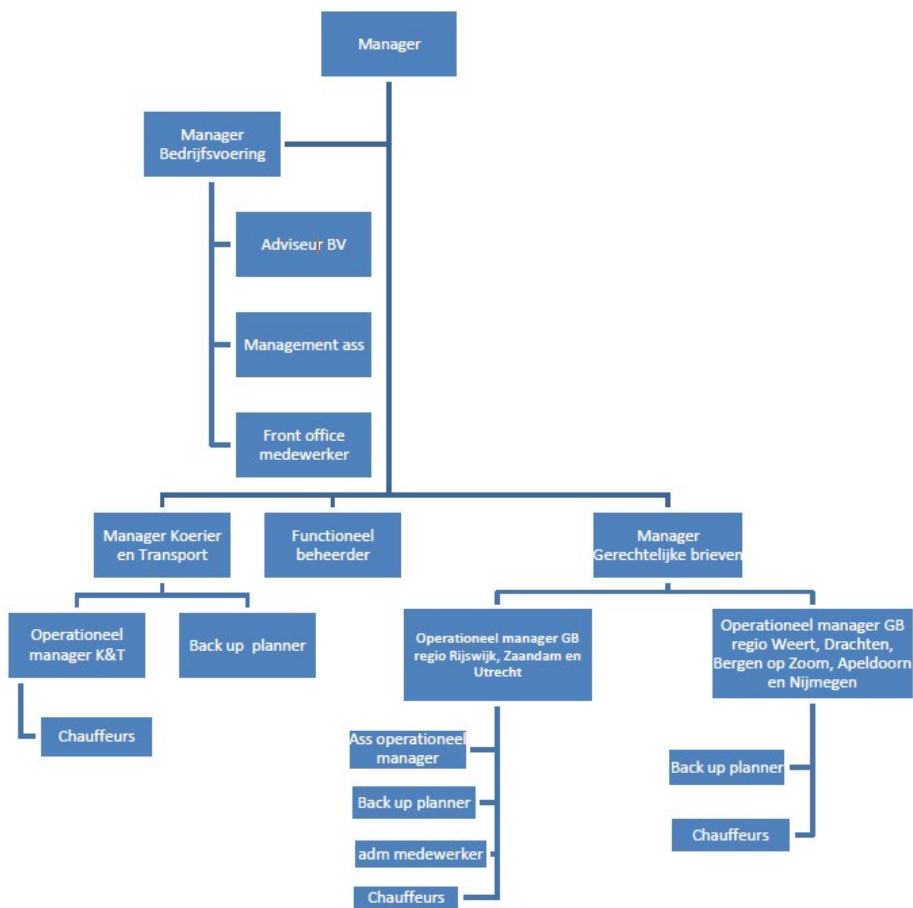 Manager
Manager
Bedrijfsvoering
Adviseur BV
Management ass
Front office
medewerker
Manager Koerier
en Transport
Functioneel
beheerder
Manager
Gerechtelijke brieven
Operationeel
manager K&T
Back up planner
Operationeel manager GB
regio Rijswijk, Zaandam en
Utrecht
Operationeel manager GB
regio Weert, Drachten,
Bergen op Zoom, Apeldoorn
en Nijmegen
Chauffeurs
Ass operationeel
manager
Back up planner
adm medewerker
Chauffeurs
Back up planner
Chauffeurs